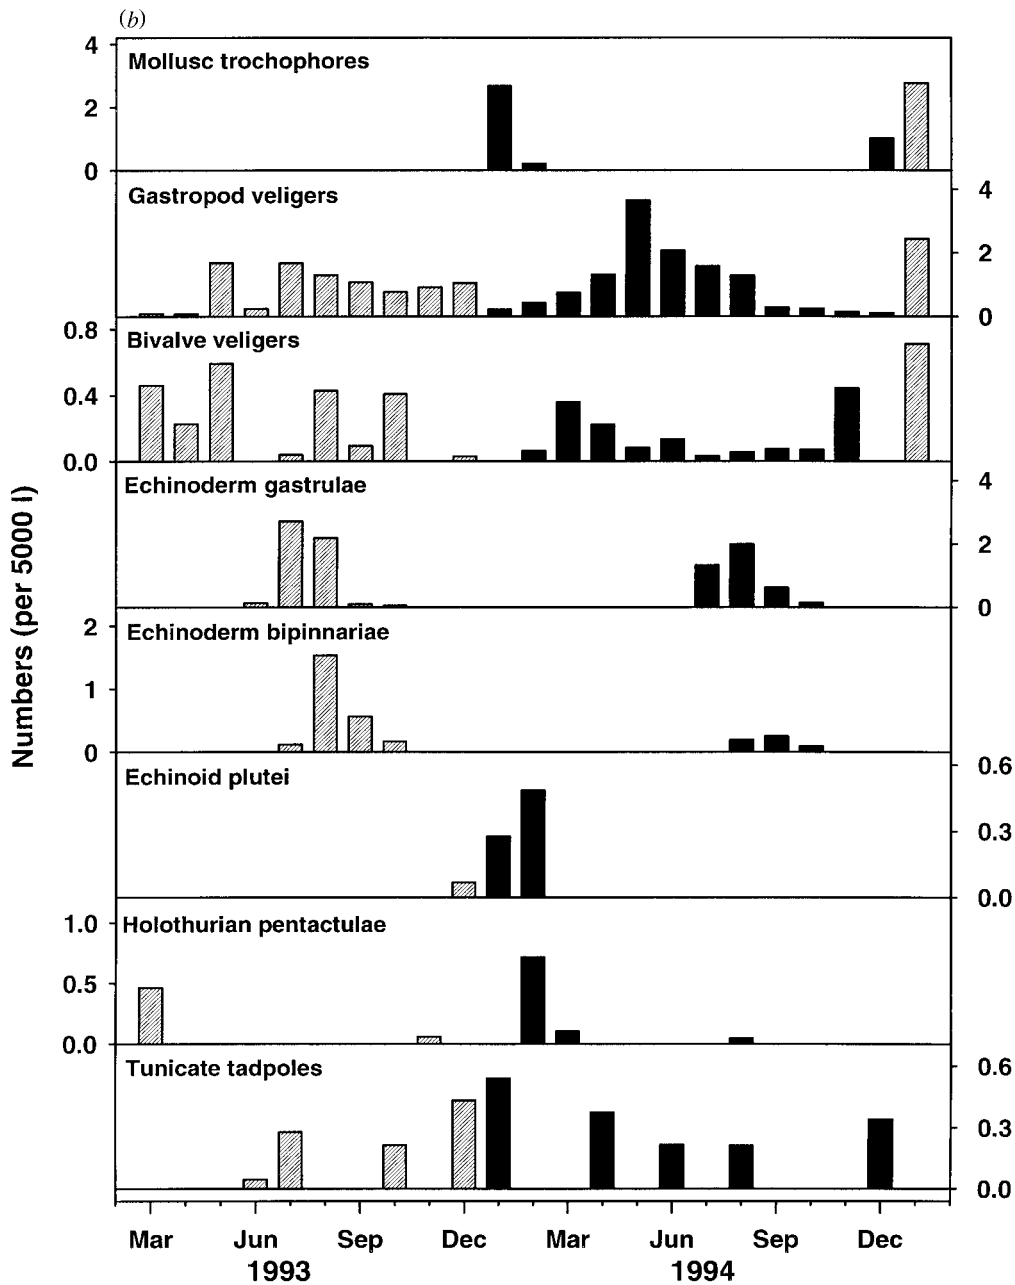 (b)
Mollusc trochophores
4
2
0
Gastropod veligers
4
2
0
Bivalve veligers
0.8
0.4
0.0
Echinoderm gastrulae
4
2
0
Echinoderm bipinnariae
2
1
0
Echinoid plutei
0.6
0.3
0.0
Holothurian pentactulae
1.0
0.5
0.0
Tunicate tadpoles
0.6
0.3
0.0
Numbers (per 5000 l)
Mar Jun Sep Dec Mar Jun Sep Dec
1993 1994